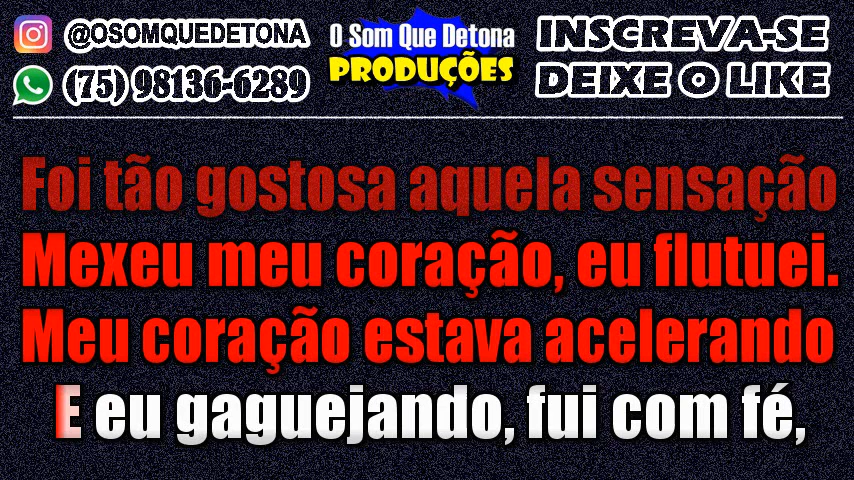 @OSOMQUEDETONA
O Som Que Detona
INSCREVA-SE
(75) 98136-6289
PRODUÇÕES
DEIXE O LIKE
Foi tão gostosa aquela sensação
Mexeu meu coração, eu flutuei.
Meu coração estava acelerando
E eu gaguejando, fui com fé,